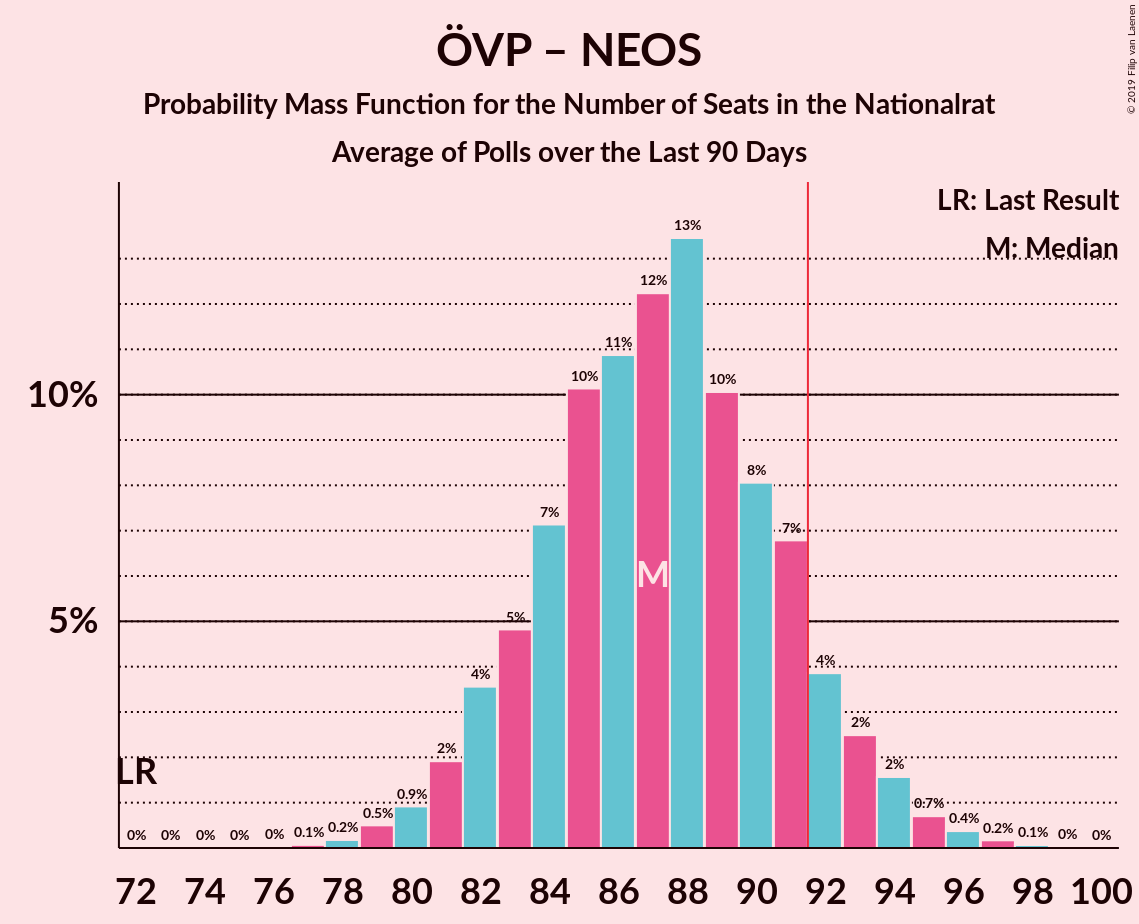 ÖVP – NEOS
Probability Mass Function for the Number of Seats in the Nationalrat
Average of Polls over the Last 90 Days
© 2019 Filip van Laenen
LR: Last Result
M: Median
10%
5%
LR
M
0% 0% 0% 0% 0% 0.1% 0.2% 0.5% 0.9% 2% 4% 5% 7% 10% 11% 12% 13% 10% 8% 7% 4% 2% 2% 0.7% 0.4% 0.2% 0.1% 0% 0%
72 74 76 78 80 82 84 86 88 90 92 94 96 98 100